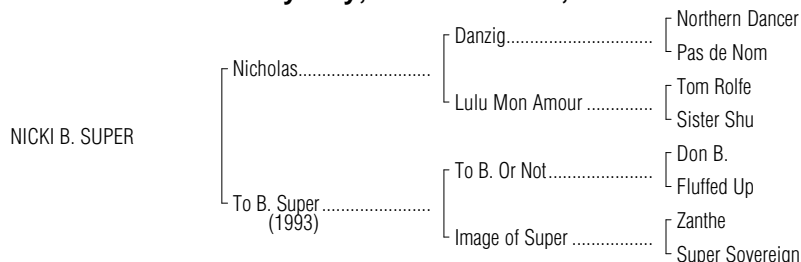 Northern Dancer
Danzig..............................
Pas de Nom
Nicholas...........................
Tom Rolfe
Lulu Mon Amour ...............
Sister Shu
NICKI B. SUPER
Don B.
To B. Or Not.....................
Fluffed Up
To B. Super......................
(1993)
Zanthe
Image of Super .................
Super Sovereign